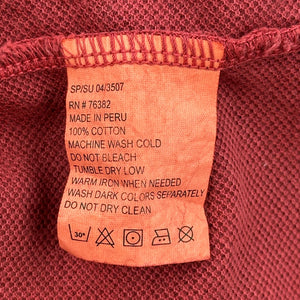 SP/SU 04/3507
RN # 76382
MADE IN PERU
100% COTTON
MACHINE WASH COLD
DO NOT BLEACH
TUMBLE DRY LOW
WARM IRON WHEN NEEDED
WASH DARK COLORS SEPARATELY
DO NOT DRY CLEAN
30°